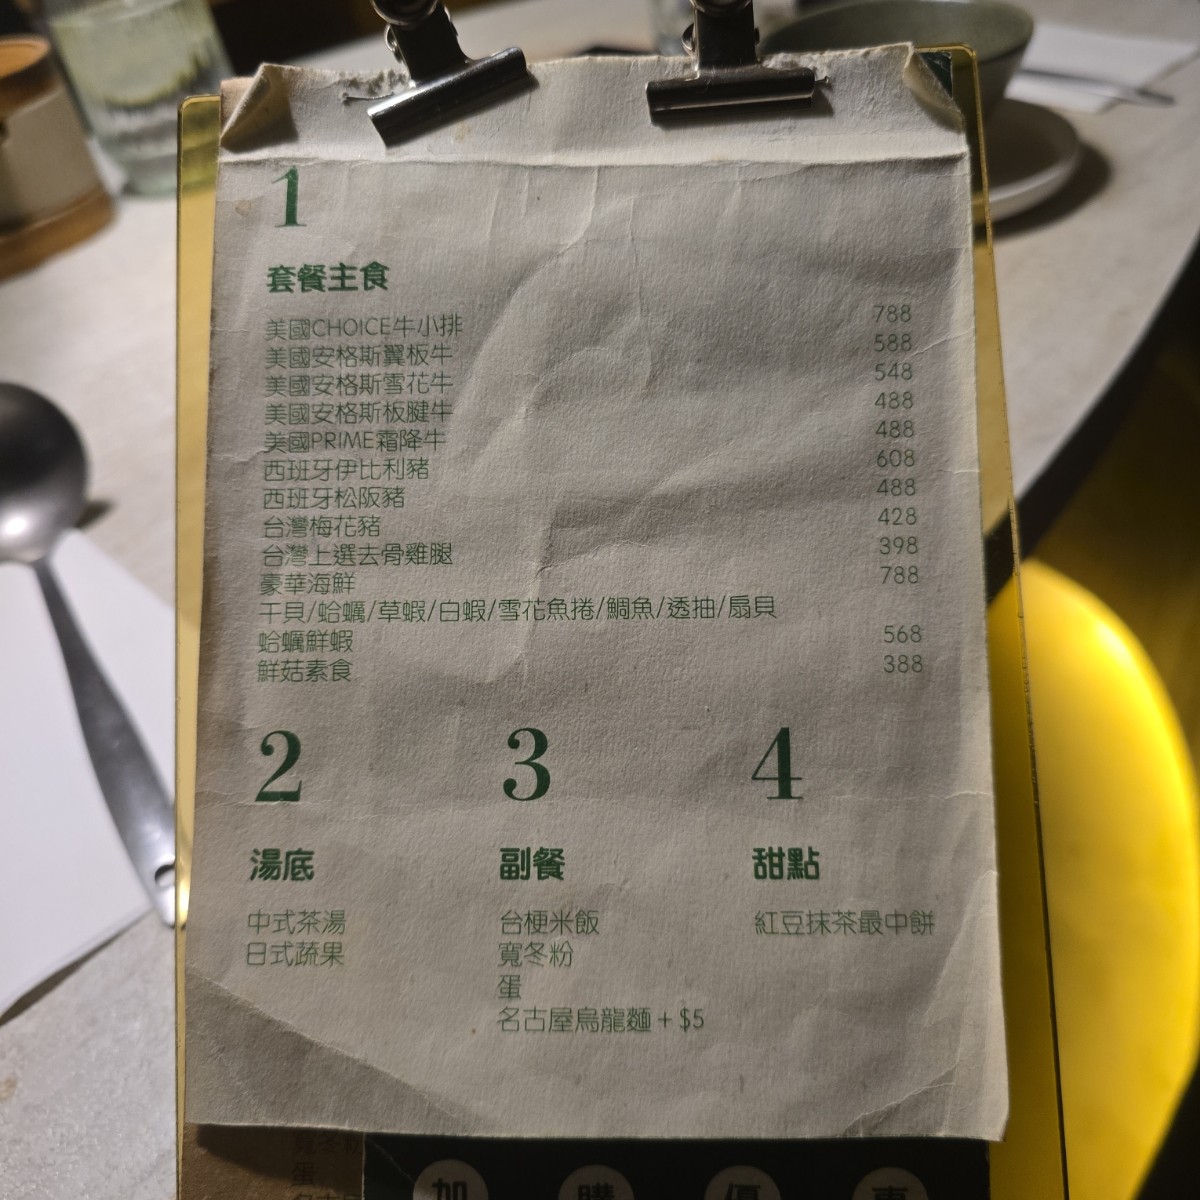 1
套餐主食
美國CHOICE牛小排 788
美國安格斯翼板牛 588
美國安格斯雪花牛 548
美國安格斯板腱牛 488
美國PRIME霜降牛 488
西班牙伊比利豬 608
西班牙松阪豬 488
台灣梅花豬 428
台灣上選去骨雞腿 398
豪華海鮮 788
干貝/蛤蠣/草蝦/白蝦/雪花魚捲/鯛魚/透抽/扇貝
蛤蠣鮮蝦 568
鮮菇素食 388
2
湯底
中式茶湯
日式蔬果
3
副餐
台梗米飯
寬冬粉
蛋
名古屋烏龍麵+$5
4
甜點
紅豆抹茶最中餅
蛋
加購優惠